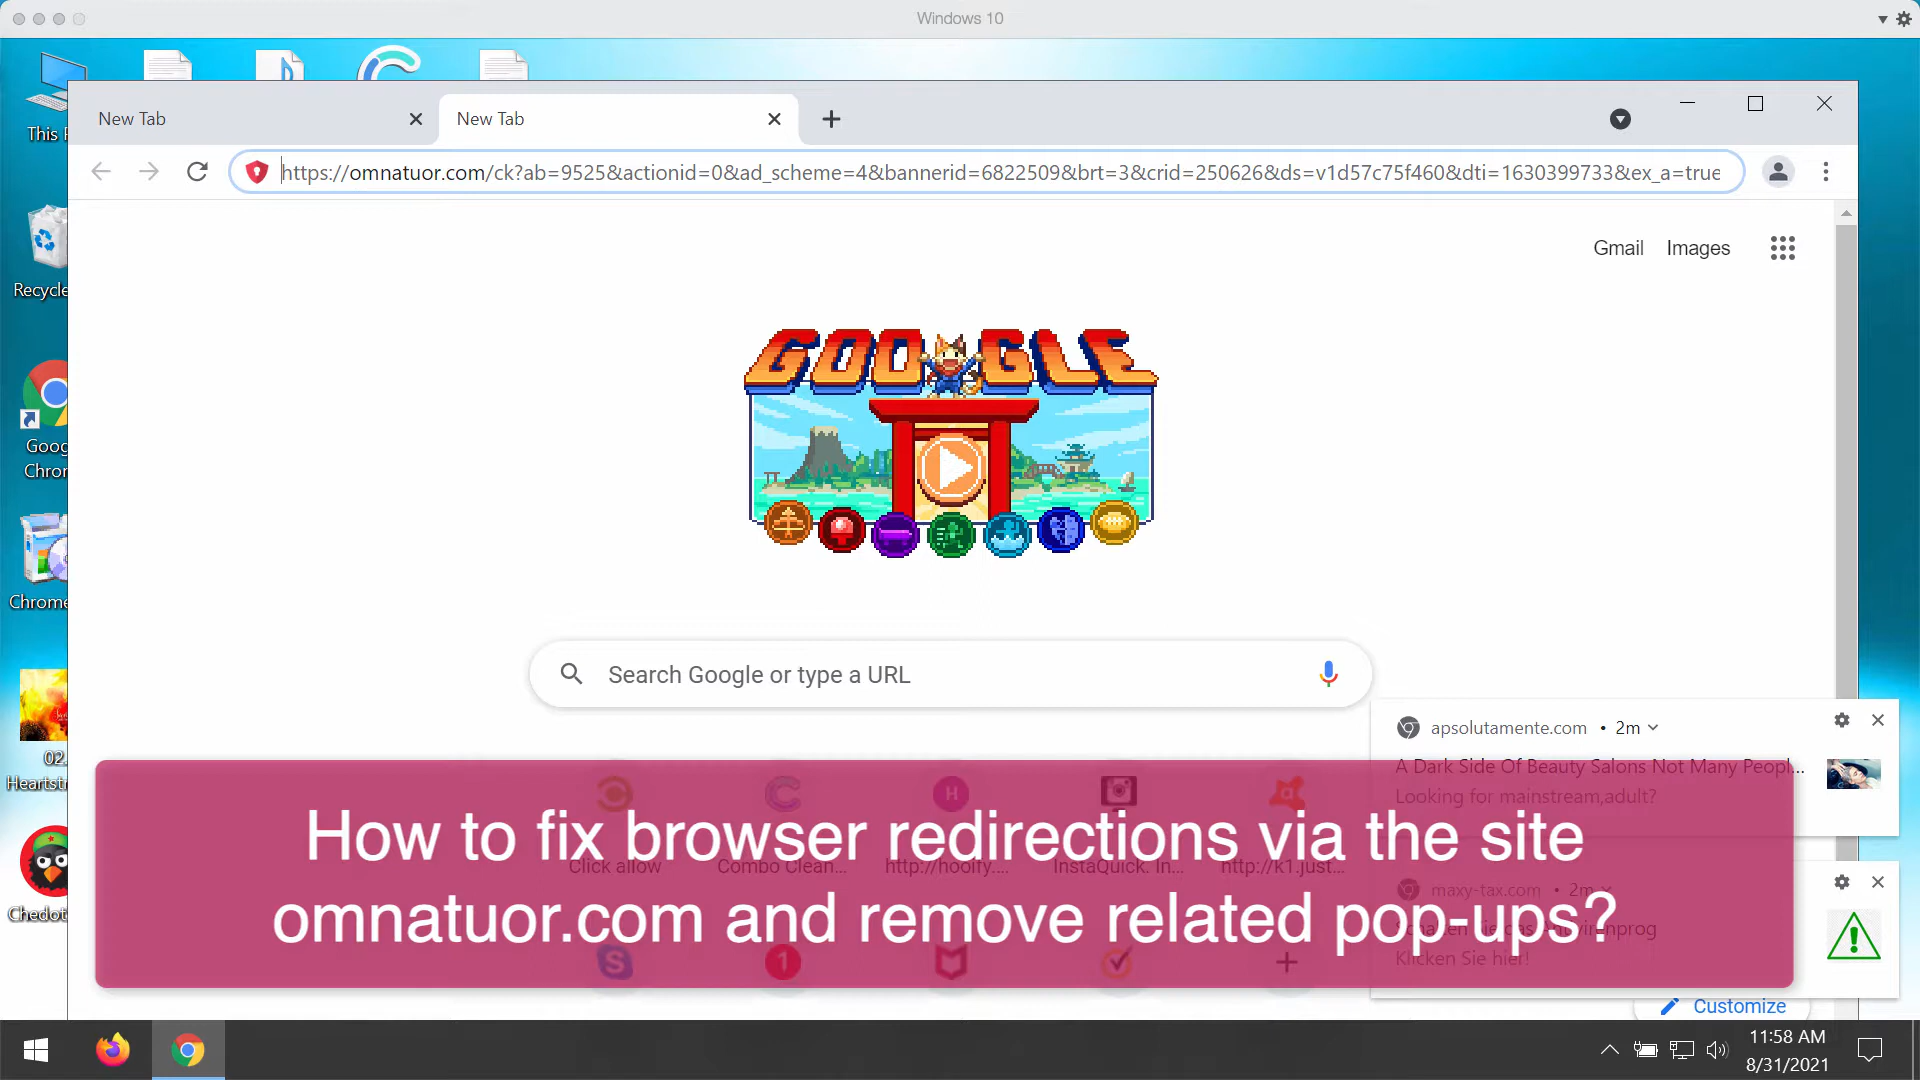 Windows 10
This P
Recycle
Goog
Chrom
Chrome
02.
Heartstr
Chedot
New Tab
New Tab
https://omnatuor.com/ck?ab=9525&actionid=0&ad_scheme=4&bannerid=6822509&brt=3&crid=250626&ds=v1d57c75f460&dti=1630399733&ex_a=true
Gmail Images
GOOGLE
Search Google or type a URL
apsolutamente.com • 2m
A Dark Side Of Beauty Salons Not Many Peopl...
Looking for mainstream,adult?
H
How to fix browser redirections via the site
omnatuor.com and remove related pop-ups?
Click allow
Combo Clean...
http://hoofy....
InstaQuick. In...
http://k1.just...
maxy-tax.com • 2m
Klicken Sie hier!
S
1
Customize
11:58 AM
8/31/2021